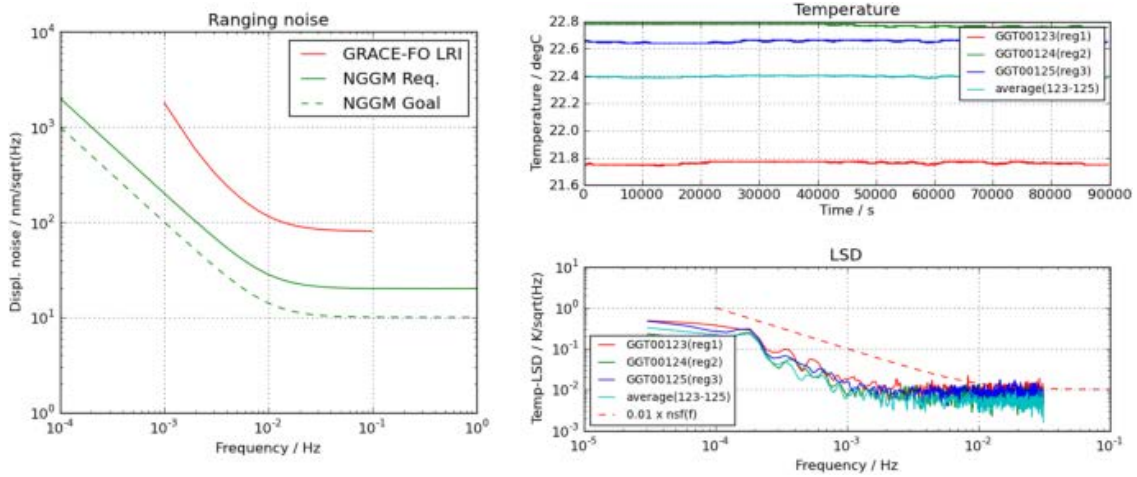 Ranging noise
10^4
10^3
10^2
10^1
10^0
Displ. noise / nm/sqrt(Hz)
GRACE-FO LRI
NGGM Req.
NGGM Goal
10^-4
10^-3
10^-2
10^-1
10^0
Frequency / Hz
Temperature
22.8
22.6
22.4
22.2
22.0
21.8
21.6
Temperature / degC
GGT00123(reg1)
GGT00124(reg2)
GGT00125(reg3)
average(123-125)
0
10000
20000
30000
40000
50000
60000
70000
80000
90000
Time / s
LSD
10^1
10^0
10^-1
10^-2
10^-3
Temp-LSD / K/sqrt(Hz)
GGT00123(reg1)
GGT00124(reg2)
GGT00125(reg3)
average(123-125)
0.01 x nsf(f)
10^-5
10^-4
10^-3
10^-2
10^-1
Frequency / Hz